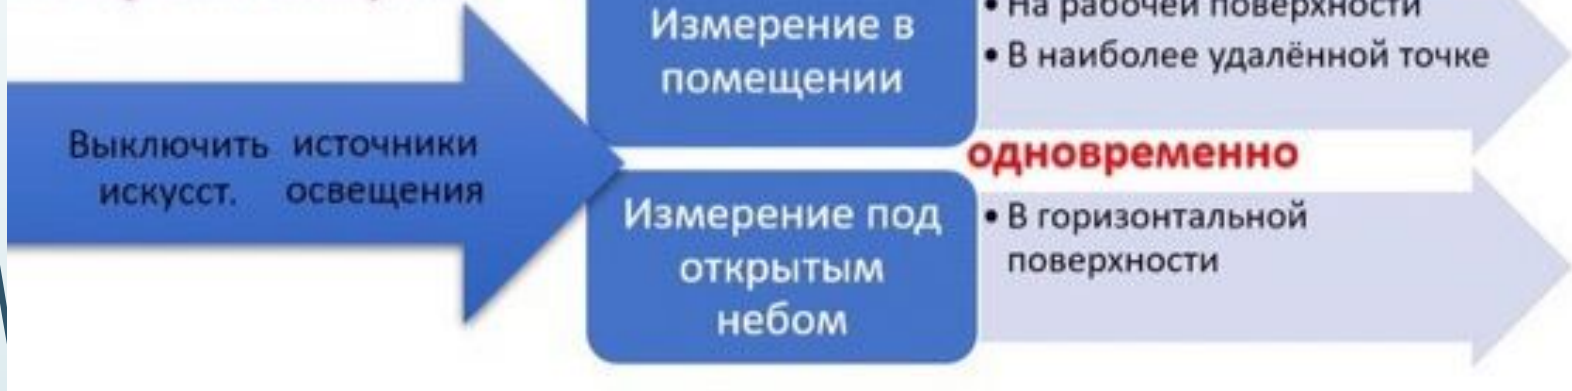 Выключить источники
искусст. освещения
Измерение в
помещении
• На рабочей поверхности
• В наиболее удалённой точке
одновременно
Измерение под
открытым
небом
• В горизонтальной
поверхности